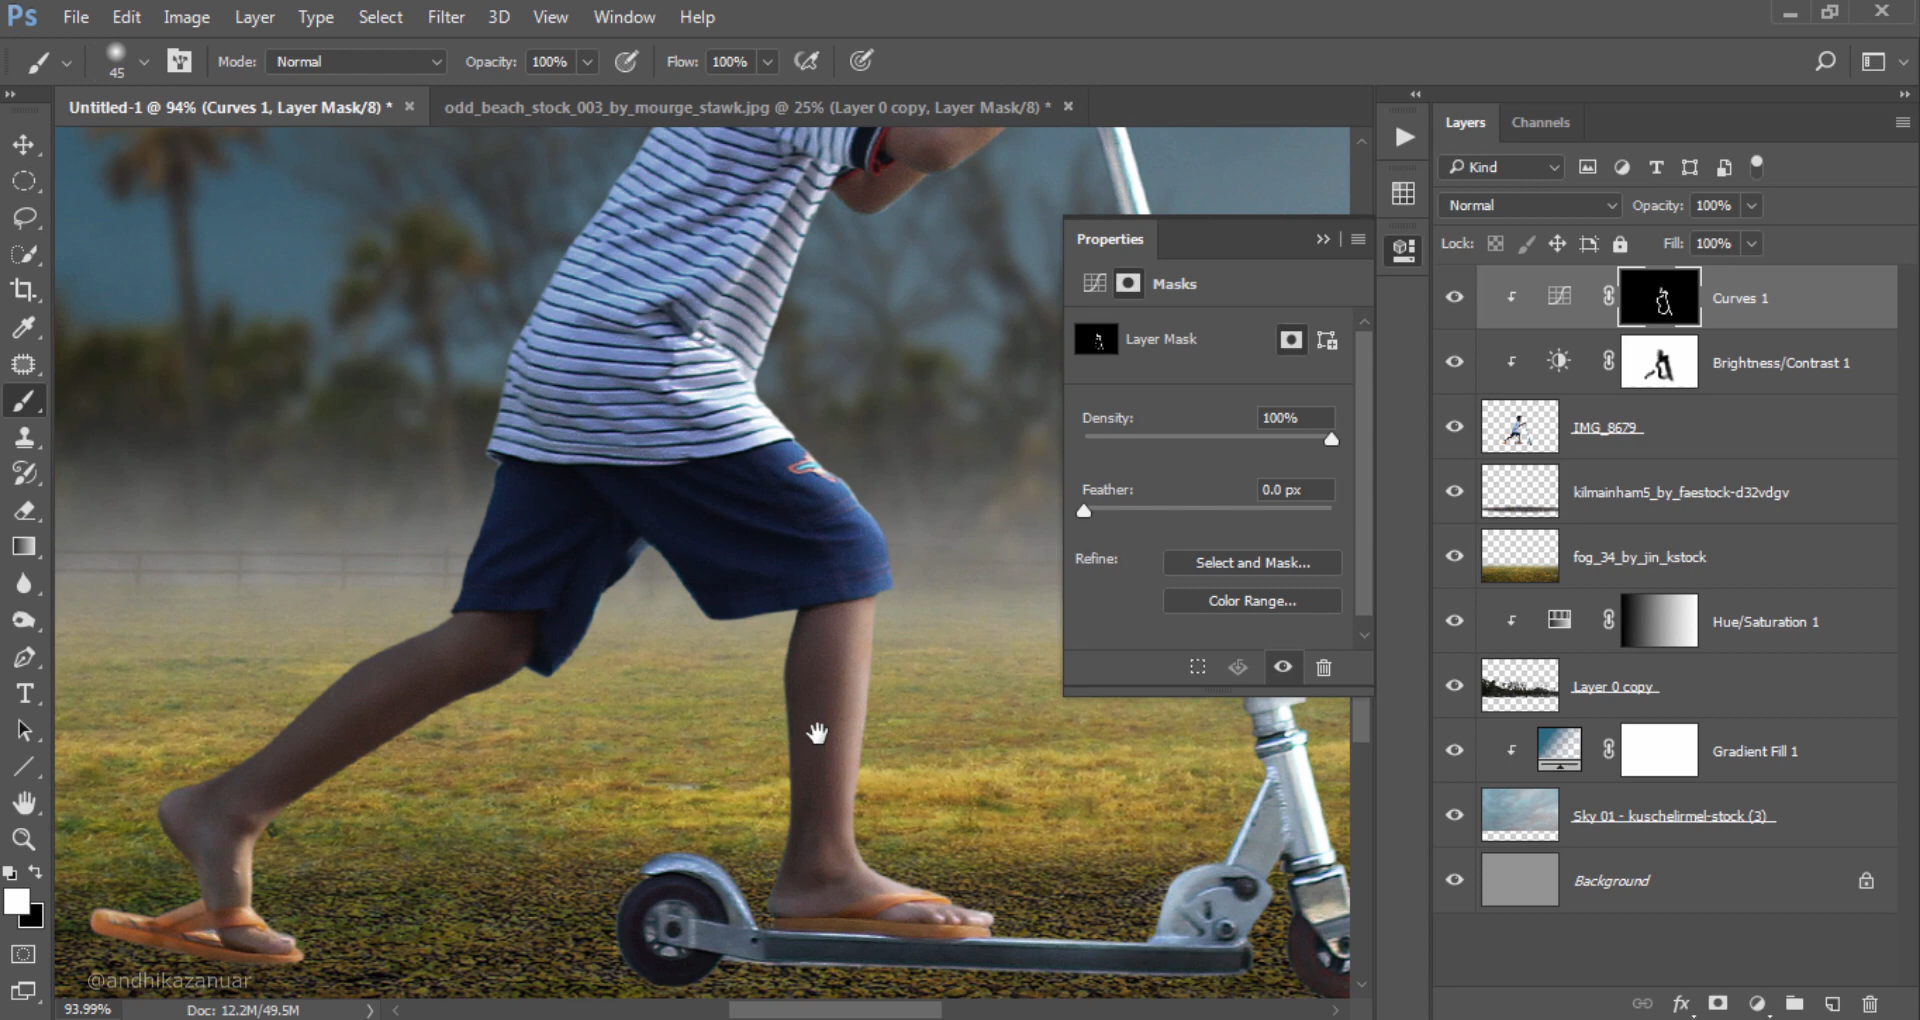 Ps File Edit Image Layer Type Select Filter 3D View Window Help
45 Mode: Normal Opacity: 100% Flow: 100%
Untitled-1 @ 94% (Curves 1, Layer Mask/8) * odd_beach_stock_003_by_mourge_stawk.jpg @ 25% (Layer 0 copy, Layer Mask/8) *
Layers Channels
Kind
Normal Opacity: 100%
Lock: Fill: 100%
Properties
Masks
Layer Mask
Density: 100%
Feather: 0.0 px
Refine: Select and Mask...
Color Range...
Curves 1
Brightness/Contrast 1
IMG_8679
kilmainham5_by_faestock-d32vdgv
fog_34_by_jin_kstock
Hue/Saturation 1
Layer 0 copy
Gradient Fill 1
Sky 01 - kuschelirmel-stock (3)
Background
@andhikazanuar
93.99% Doc: 12.2M/49.5M
fx